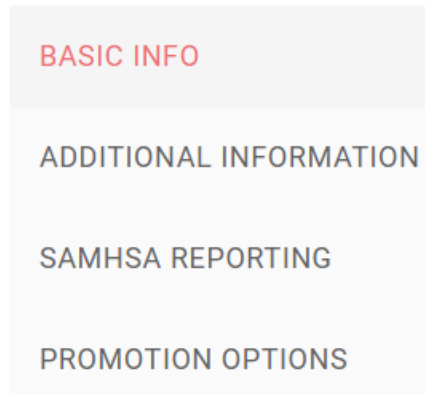 BASIC INFO
ADDITIONAL INFORMATION
SAMHSA REPORTING
PROMOTION OPTIONS